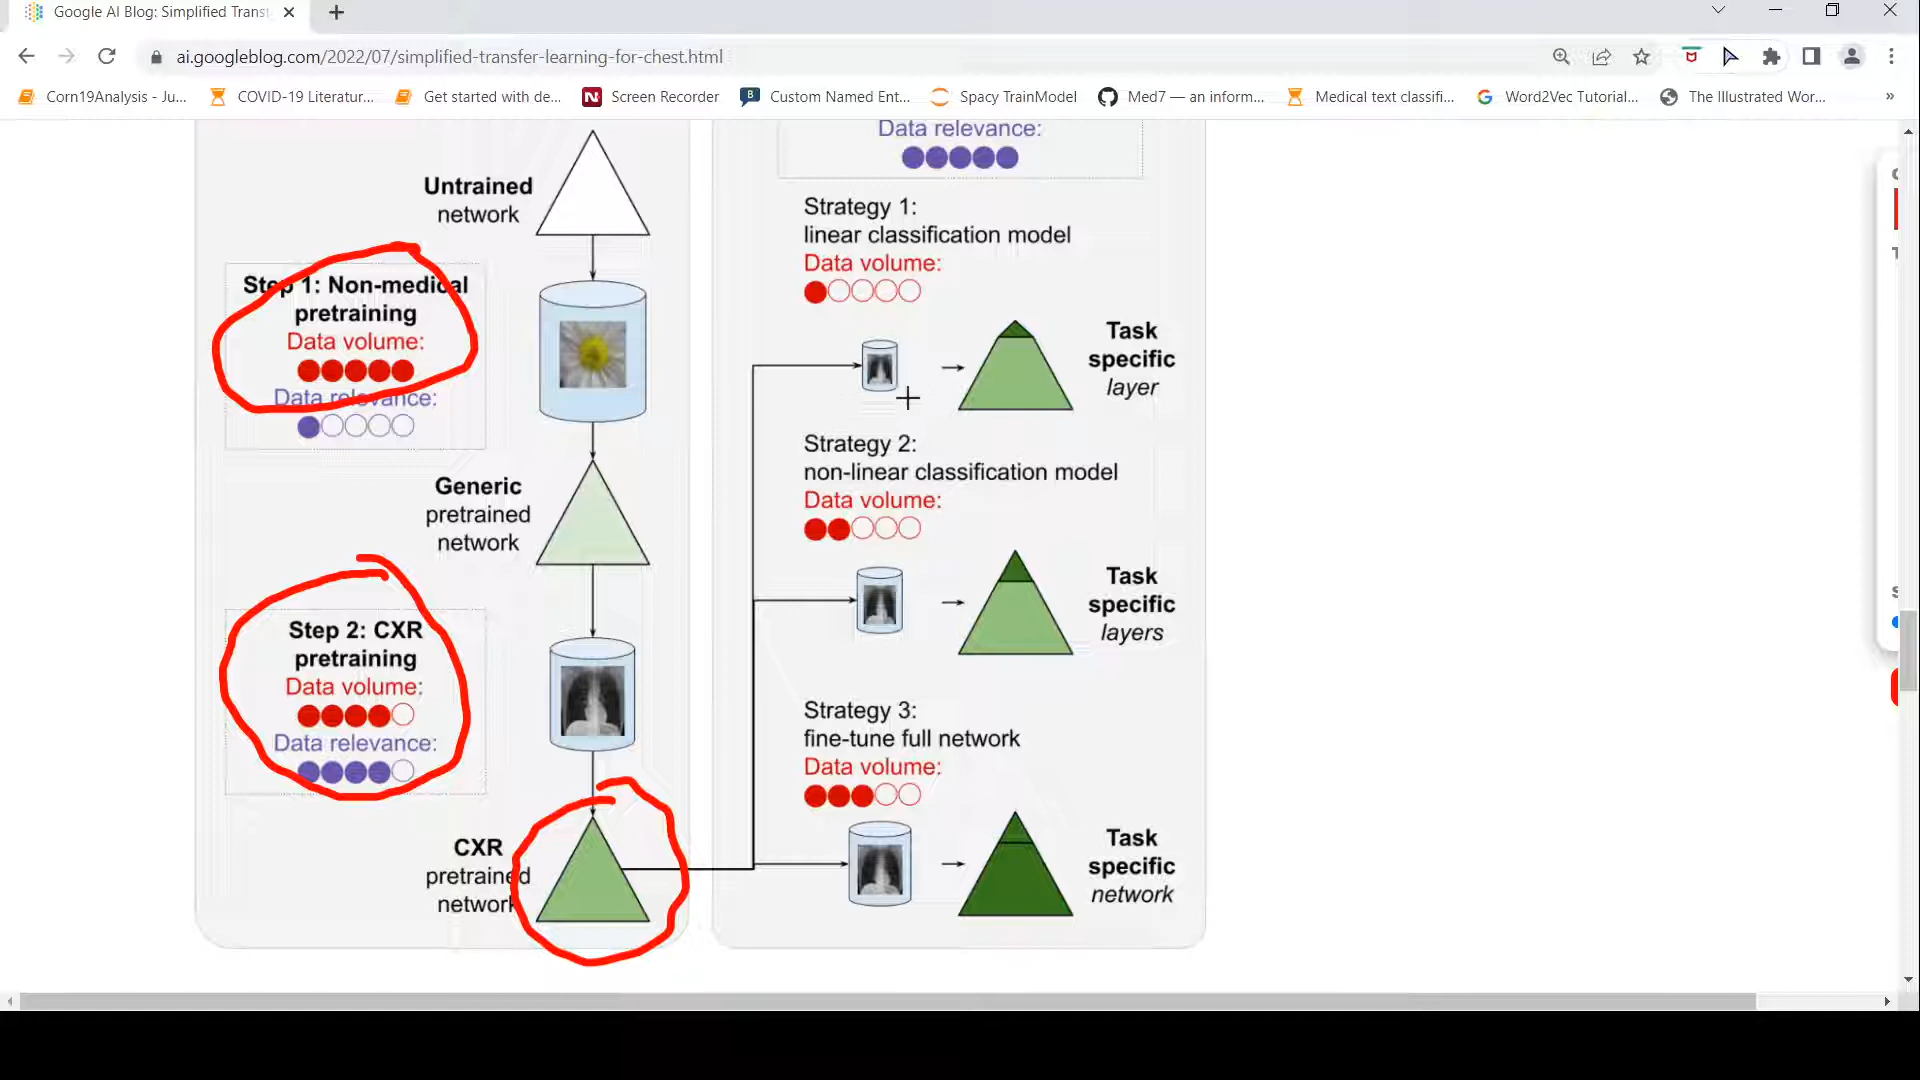 Google AI Blog: Simplified Transf
ai.googleblog.com/2022/07/simplified-transfer-learning-for-chest.html
Corn19Analysis - Ju...
COVID-19 Literatur...
Get started with de...
N
Screen Recorder
B
Custom Named Ent...
Spacy TrainModel
Med7 — an inform...
Medical text classifi...
G
Word2Vec Tutorial...
The Illustrated Wor...
»
Untrained
network
Step 1: Non-medical
pretraining
Data volume:
Data relevance:
Generic
pretrained
network
Step 2: CXR
pretraining
Data volume:
Data relevance:
CXR
pretrained
network
Data relevance:
Strategy 1:
linear classification model
Data volume:
Task
specific
layer
Strategy 2:
non-linear classification model
Data volume:
Task
specific
layers
Strategy 3:
fine-tune full network
Data volume:
Task
specific
network